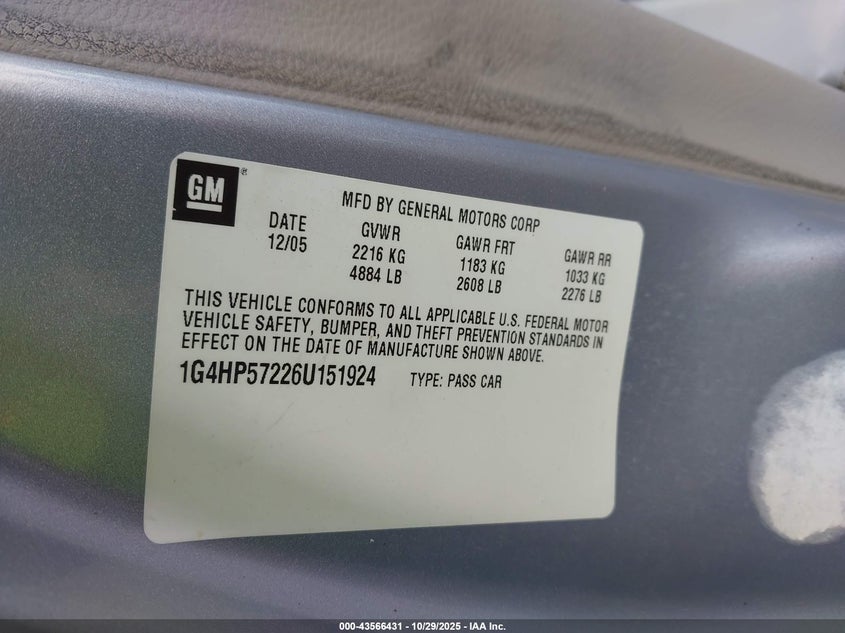 GM®
MFD BY GENERAL MOTORS CORP
DATE GVWR GAWR FRT GAWR RR
12/05 2216 KG 1183 KG 1033 KG
4884 LB 2608 LB 2276 LB
THIS VEHICLE CONFORMS TO ALL APPLICABLE U.S. FEDERAL MOTOR
VEHICLE SAFETY, BUMPER, AND THEFT PREVENTION STANDARDS IN
EFFECT ON THE DATE OF MANUFACTURE SHOWN ABOVE.
1G4HP57226U151924 TYPE: PASS CAR
000-43566431 - 10/29/2025 - IAA Inc.